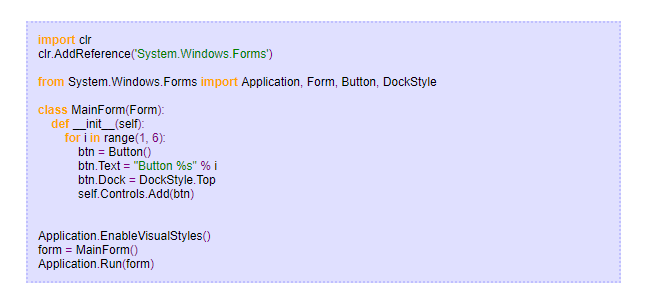 import clr
clr.AddReference('System.Windows.Forms')
from System.Windows.Forms import Application, Form, Button, DockStyle
class MainForm(Form):
def __init__(self):
for i in range(1, 6):
btn = Button()
btn.Text = "Button %s" % i
btn.Dock = DockStyle.Top
self.Controls.Add(btn)
Application.EnableVisualStyles()
form = MainForm()
Application.Run(form)